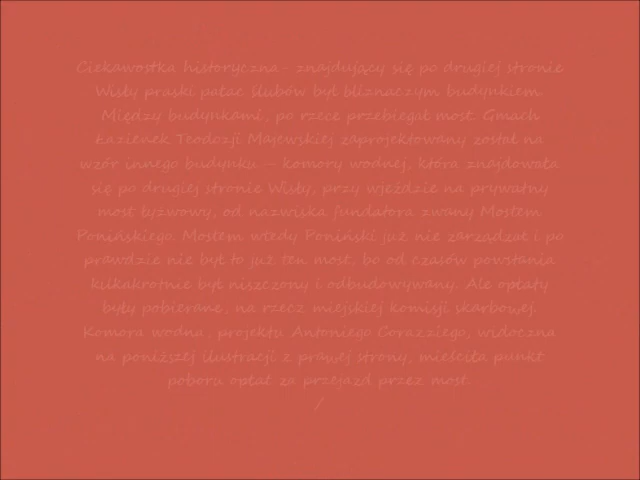 Ciekawostka historyczna - znajdujący się po drugiej stronie
Wisły praski pałac ślubów był bliźniaczym budynkiem.
Między budynkami, po rzece przebiegał most. Gmach
Łazienek Teodozji Majewskiej zaprojektowany został na
wzór innego budynku – komory wodnej, która znajdowała
się po drugiej stronie Wisły, przy wjeździe na prywatny
most łyżwowy, od nazwiska fundatora zwany Mostem
Ponińskiego. Mostem wtedy Poniński już nie zarządzał i po
prawdzie nie był to już ten most, bo od czasów powstania
kilkakrotnie był niszczony i odbudowywany. Ale opłaty
były pobierane, na rzecz miejskiej komisji skarbowej.
Komora wodna, projektu Antoniego Corazziego, widoczna
na poniższej ilustracji z prawej strony, mieściła punkt
poboru opłat za przejazd przez most.
/